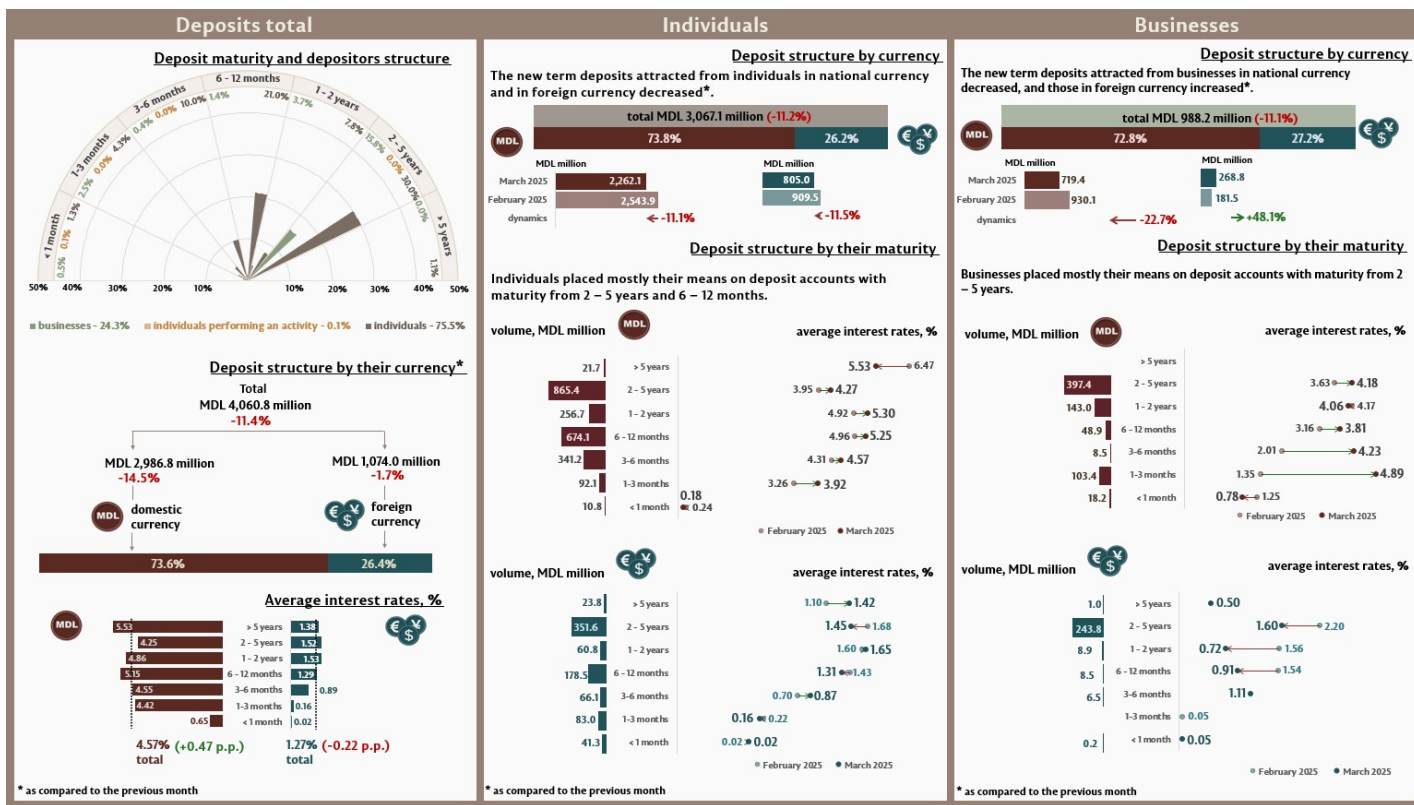 Deposits total
Deposit maturity and depositors structure
6 - 12 months
3-6 months
1 - 2 years
1-3 months
2 - 5 years
< 1 month
> 5 years
0.5%
0.1%
1.3%
2.5%
0.0%
4.3%
0.4%
0.0%
10.0%
1.4%
21.0%
3.7%
2.8%
15.8%
0.0%
30.0%
0.0%
1.1%
50% 40% 30% 20% 10% 10% 20% 30% 40% 50%
businesses - 24.3% individuals performing an activity - 0.1% individuals - 75.5%
Deposit structure by their currency*
Total
MDL 4,060.8 million
-11.4%
MDL 2,986.8 million MDL 1,074.0 million
-14.5% -1.7%
MDL domestic currency
€ ¥ $ foreign currency
73.6% 26.4%
Average interest rates, %
MDL € ¥ $
5.53 > 5 years 1.38
4.25 2 - 5 years 1.52
4.86 1 - 2 years 1.53
5.15 6 - 12 months 1.29
4.55 3-6 months 0.89
4.42 1-3 months 0.16
0.65 < 1 month 0.02
4.57% (+0.47 p.p.) 1.27% (-0.22 p.p.)
total total
* as compared to the previous month
Individuals
Deposit structure by currency
The new term deposits attracted from individuals in national currency
and in foreign currency decreased*.
total MDL 3,067.1 million (-11.2%)
MDL 73.8% 26.2% € ¥ $
MDL million MDL million
March 2025 2,262.1 805.0
February 2025 2,543.9 909.5
dynamics -11.1% -11.5%
Deposit structure by their maturity
Individuals placed mostly their means on deposit accounts with
maturity from 2 – 5 years and 6 – 12 months.
volume, MDL million MDL average interest rates, %
21.7 > 5 years 5.53 6.47
865.4 2 - 5 years 3.95 4.27
256.7 1 - 2 years 4.92 5.30
674.1 6 - 12 months 4.96 5.25
341.2 3-6 months 4.31 4.57
92.1 1-3 months 3.26 3.92
10.8 < 1 month 0.18 0.24
February 2025 March 2025
volume, MDL million € ¥ $ average interest rates, %
23.8 > 5 years 1.10 1.42
351.6 2 - 5 years 1.45 1.68
60.8 1 - 2 years 1.60 1.65
178.5 6 - 12 months 1.31 1.43
66.1 3-6 months 0.70 0.87
83.0 1-3 months 0.16 0.22
41.3 < 1 month 0.02 0.02
February 2025 March 2025
* as compared to the previous month
Businesses
Deposit structure by currency
The new term deposits attracted from businesses in national currency
decreased, and those in foreign currency increased*.
total MDL 988.2 million (-11.1%)
MDL 72.8% 27.2% € ¥ $
MDL million MDL million
March 2025 719.4 268.8
February 2025 930.1 181.5
dynamics -22.7% +48.1%
Deposit structure by their maturity
Businesses placed mostly their means on deposit accounts with maturity from 2
– 5 years.
volume, MDL million MDL average interest rates, %
> 5 years
397.4 2 - 5 years 3.63 4.18
143.0 1 - 2 years 4.06 4.17
48.9 6 - 12 months 3.16 3.81
8.5 3-6 months 2.01 4.23
103.4 1-3 months 1.35 4.89
18.2 < 1 month 0.78 1.25
February 2025 March 2025
volume, MDL million € ¥ $ average interest rates, %
1.0 > 5 years 0.50
243.8 2 - 5 years 1.60 2.20
8.9 1 - 2 years 0.72 1.56
8.5 6 - 12 months 0.91 1.54
6.5 3-6 months 1.11
1-3 months 0.05
0.2 < 1 month 0.05
February 2025 March 2025
* as compared to the previous month